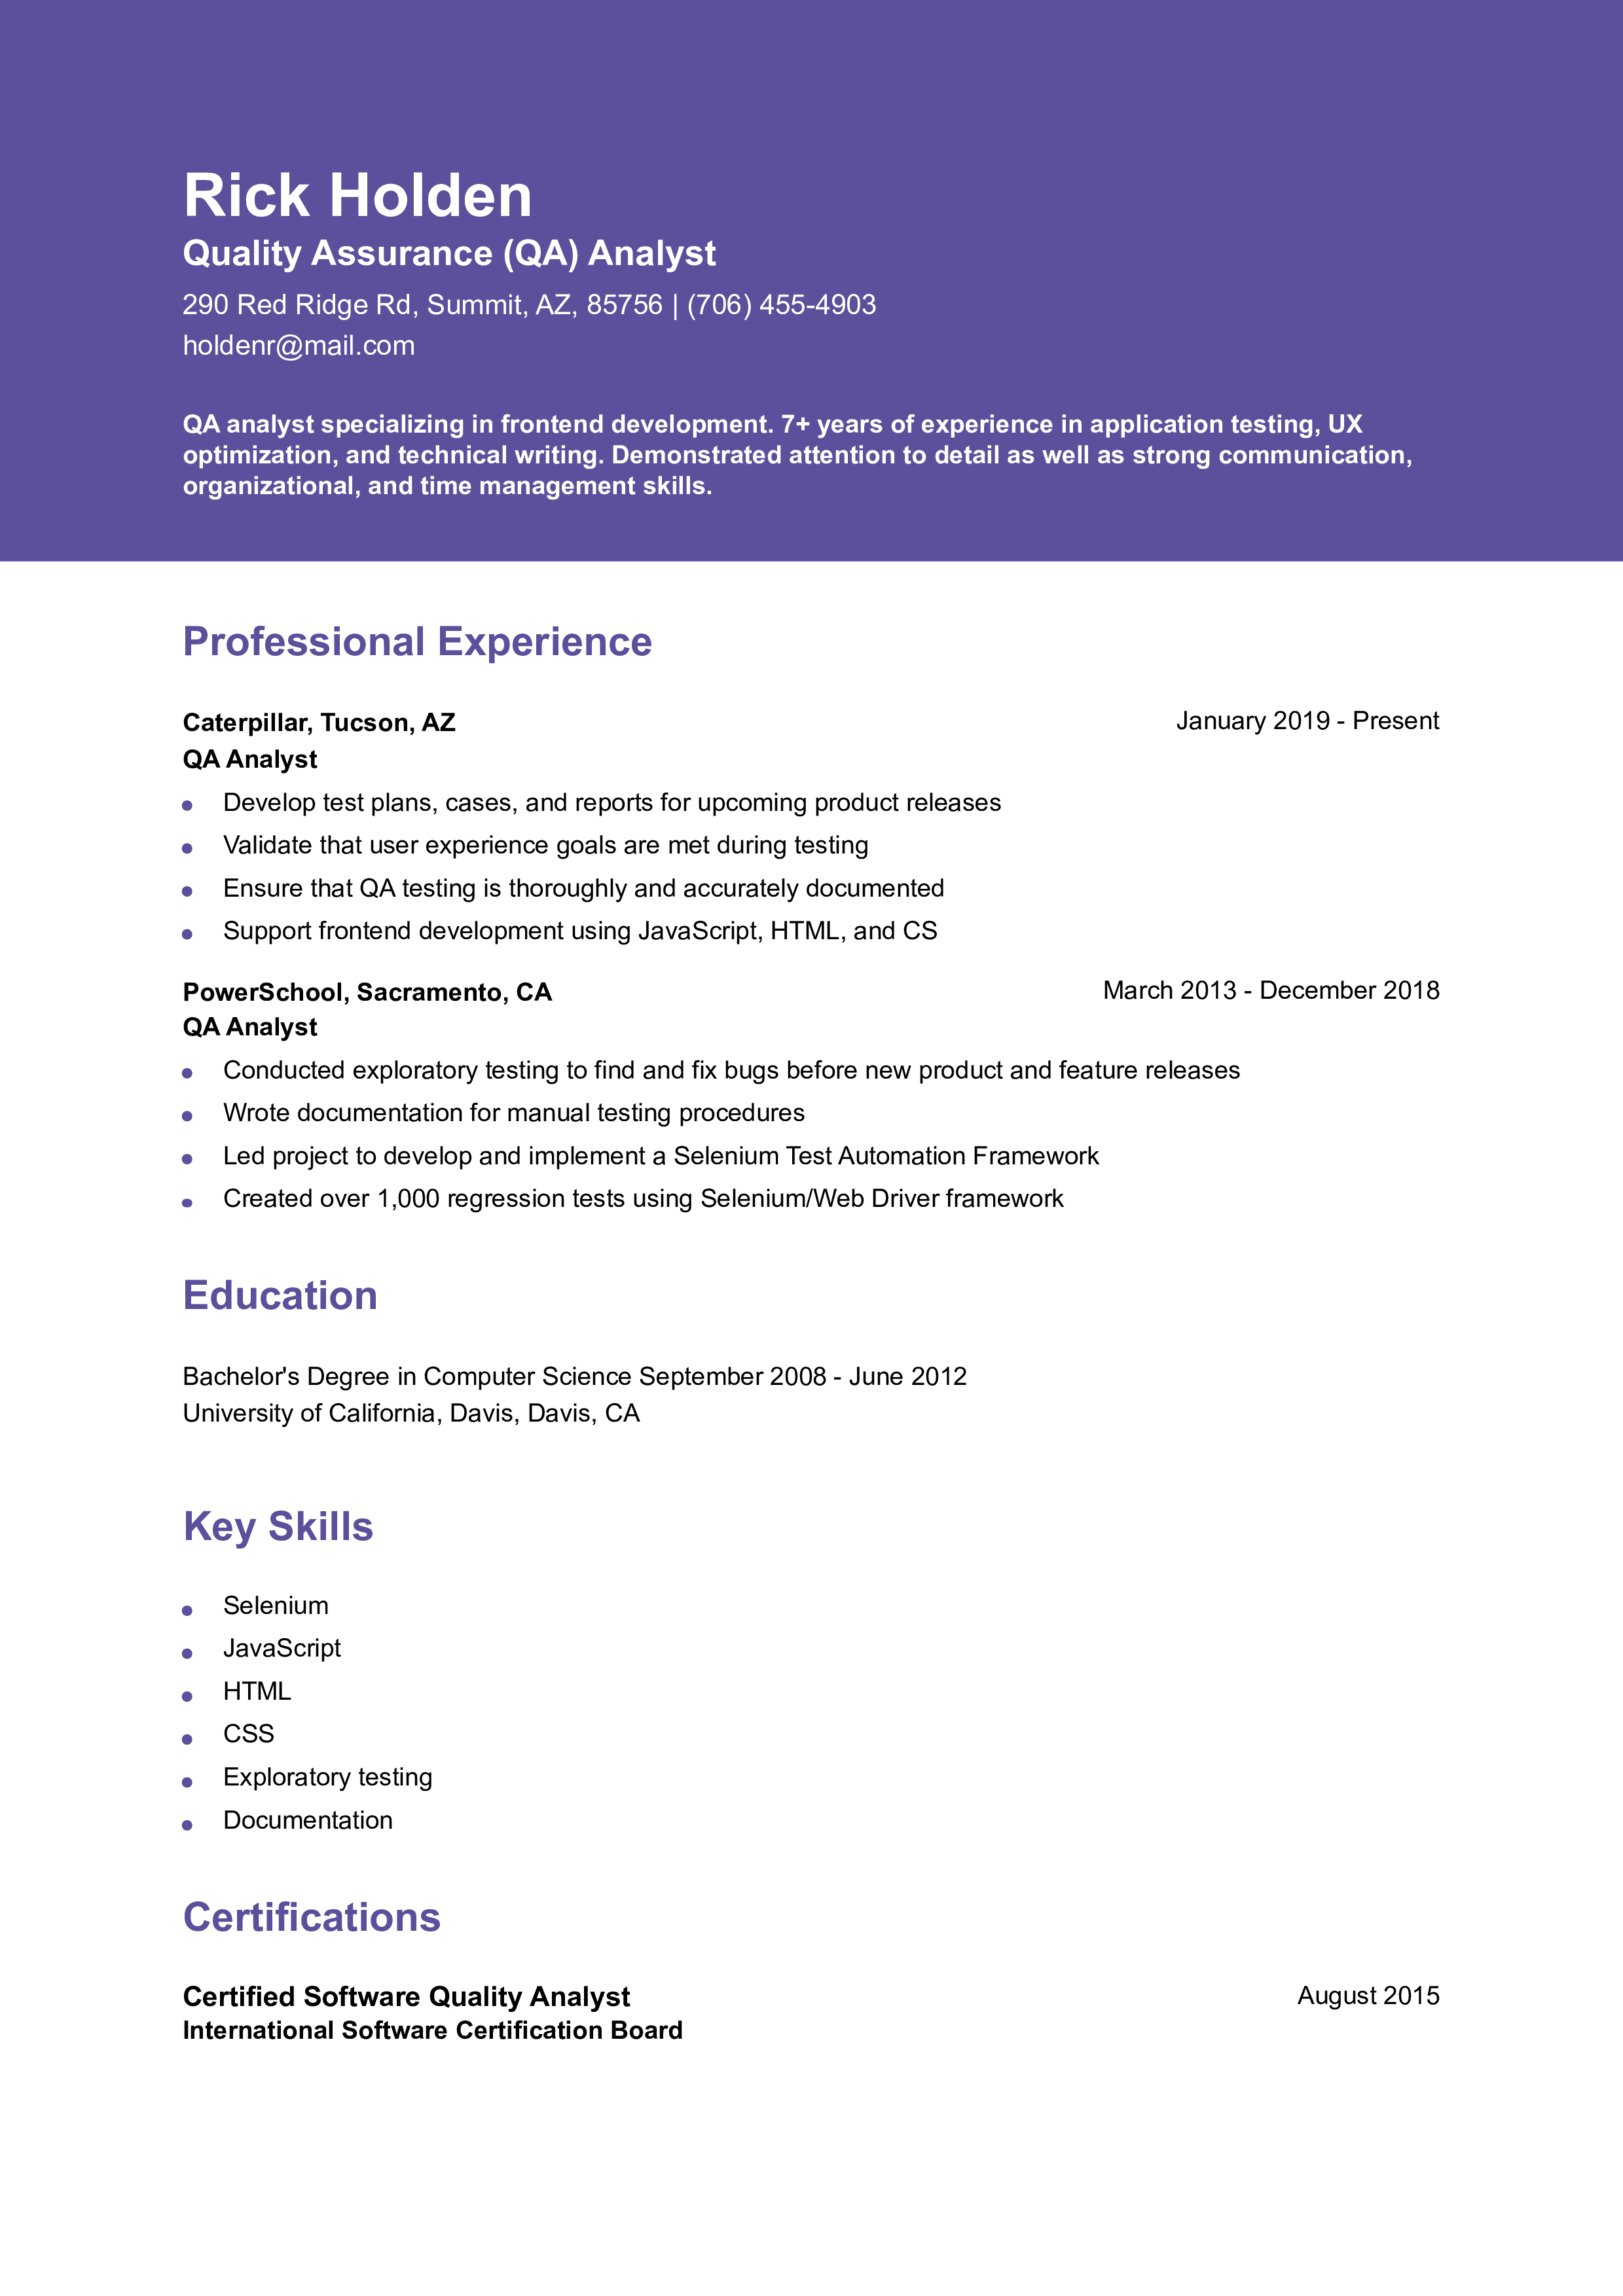 Rick Holden
Quality Assurance (QA) Analyst
290 Red Ridge Rd, Summit, AZ, 85756 | (706) 455-4903
holdenr@mail.com
QA analyst specializing in frontend development. 7+ years of experience in application testing, UX
optimization, and technical writing. Demonstrated attention to detail as well as strong communication,
organizational, and time management skills.
Professional Experience
Caterpillar, Tucson, AZ January 2019 - Present
QA Analyst
Develop test plans, cases, and reports for upcoming product releases
Validate that user experience goals are met during testing
Ensure that QA testing is thoroughly and accurately documented
Support frontend development using JavaScript, HTML, and CS
PowerSchool, Sacramento, CA March 2013 - December 2018
QA Analyst
Conducted exploratory testing to find and fix bugs before new product and feature releases
Wrote documentation for manual testing procedures
Led project to develop and implement a Selenium Test Automation Framework
Created over 1,000 regression tests using Selenium/Web Driver framework
Education
Bachelor's Degree in Computer Science September 2008 - June 2012
University of California, Davis, Davis, CA
Key Skills
Selenium
JavaScript
HTML
CSS
Exploratory testing
Documentation
Certifications
Certified Software Quality Analyst August 2015
International Software Certification Board